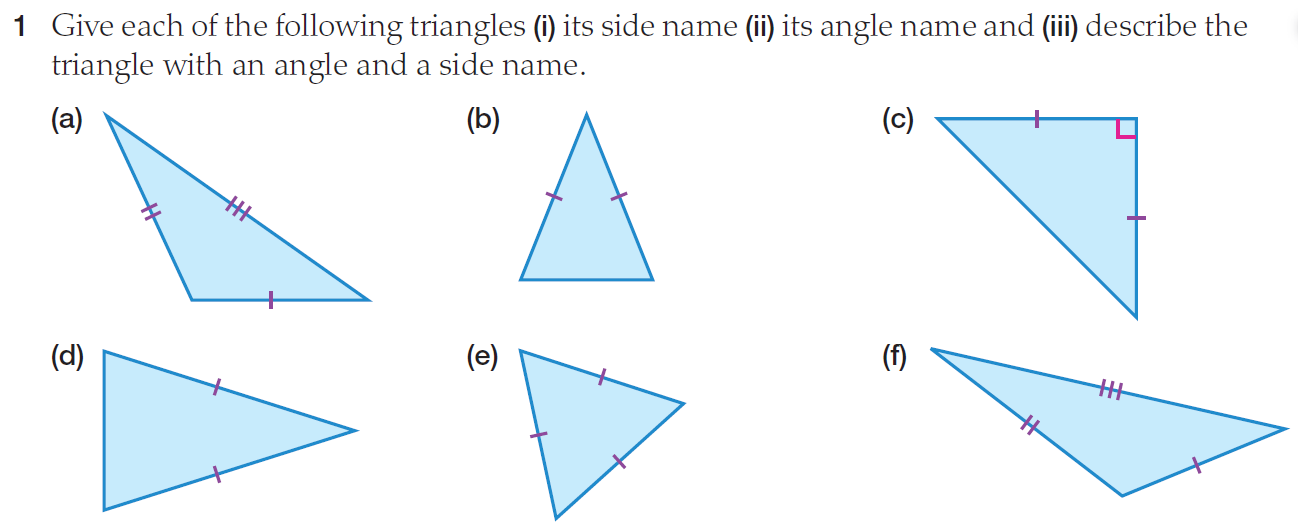 1 Give each of the following triangles (i) its side name (ii) its angle name and (iii) describe the
triangle with an angle and a side name.
(a) (b) (c)
(d) (e) (f)